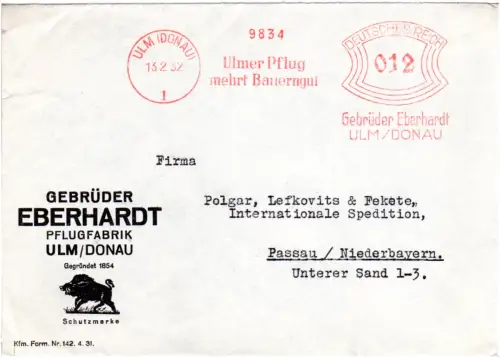 ULM (DONAU)
13.2.32
1
9834
Ulmer Pflug
mehrt Bauerngut
DEUTSCHES REICH
012
Gebrüder Eberhardt
ULM/DONAU
Firma
GEBRÜDER
EBERHARDT
PFLUGFABRIK
ULM/DONAU
Gegründet 1854
Schutzmarke
Polgar, Lefkovits & Fekete,,
Internationale Spedition,
Passau / Niederbayern.
Unterer Sand 1-3.
Kfm. Form. Nr. 142. 4. 31.